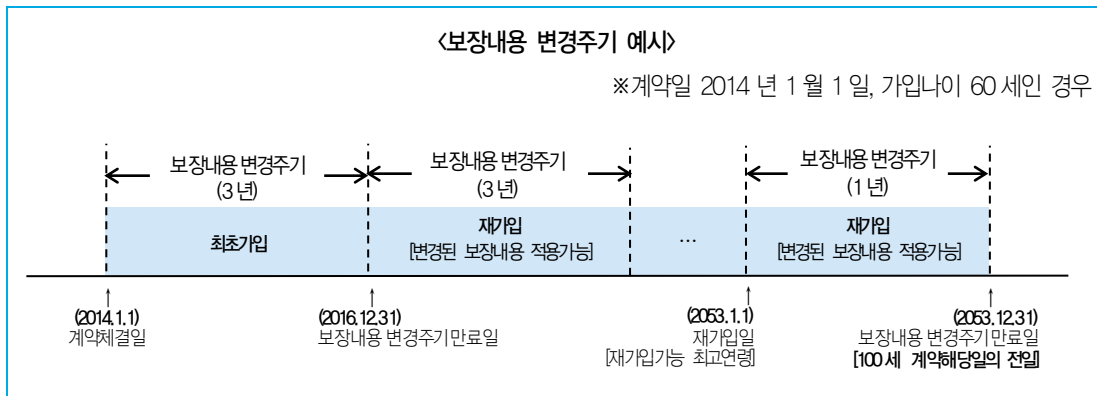 <보장내용 변경주기 예시>
※계약일 2014 년 1 월 1 일, 가입나이 60 세인 경우
보장내용 변경주기
(3 년)
보장내용 변경주기
(3 년)
보장내용 변경주기
(1 년)
최초가입
재가입
[변경된 보장내용 적용가능]
...
재가입
[변경된 보장내용 적용가능]
(2014.1.1)
계약체결일
(2016.12.31)
보장내용 변경주기만료일
(2053.1.1)
재가입일
[재가입가능 최고연령]
(2053.12.31)
보장내용 변경주기만료일
[100세 계약해당일의 전일]